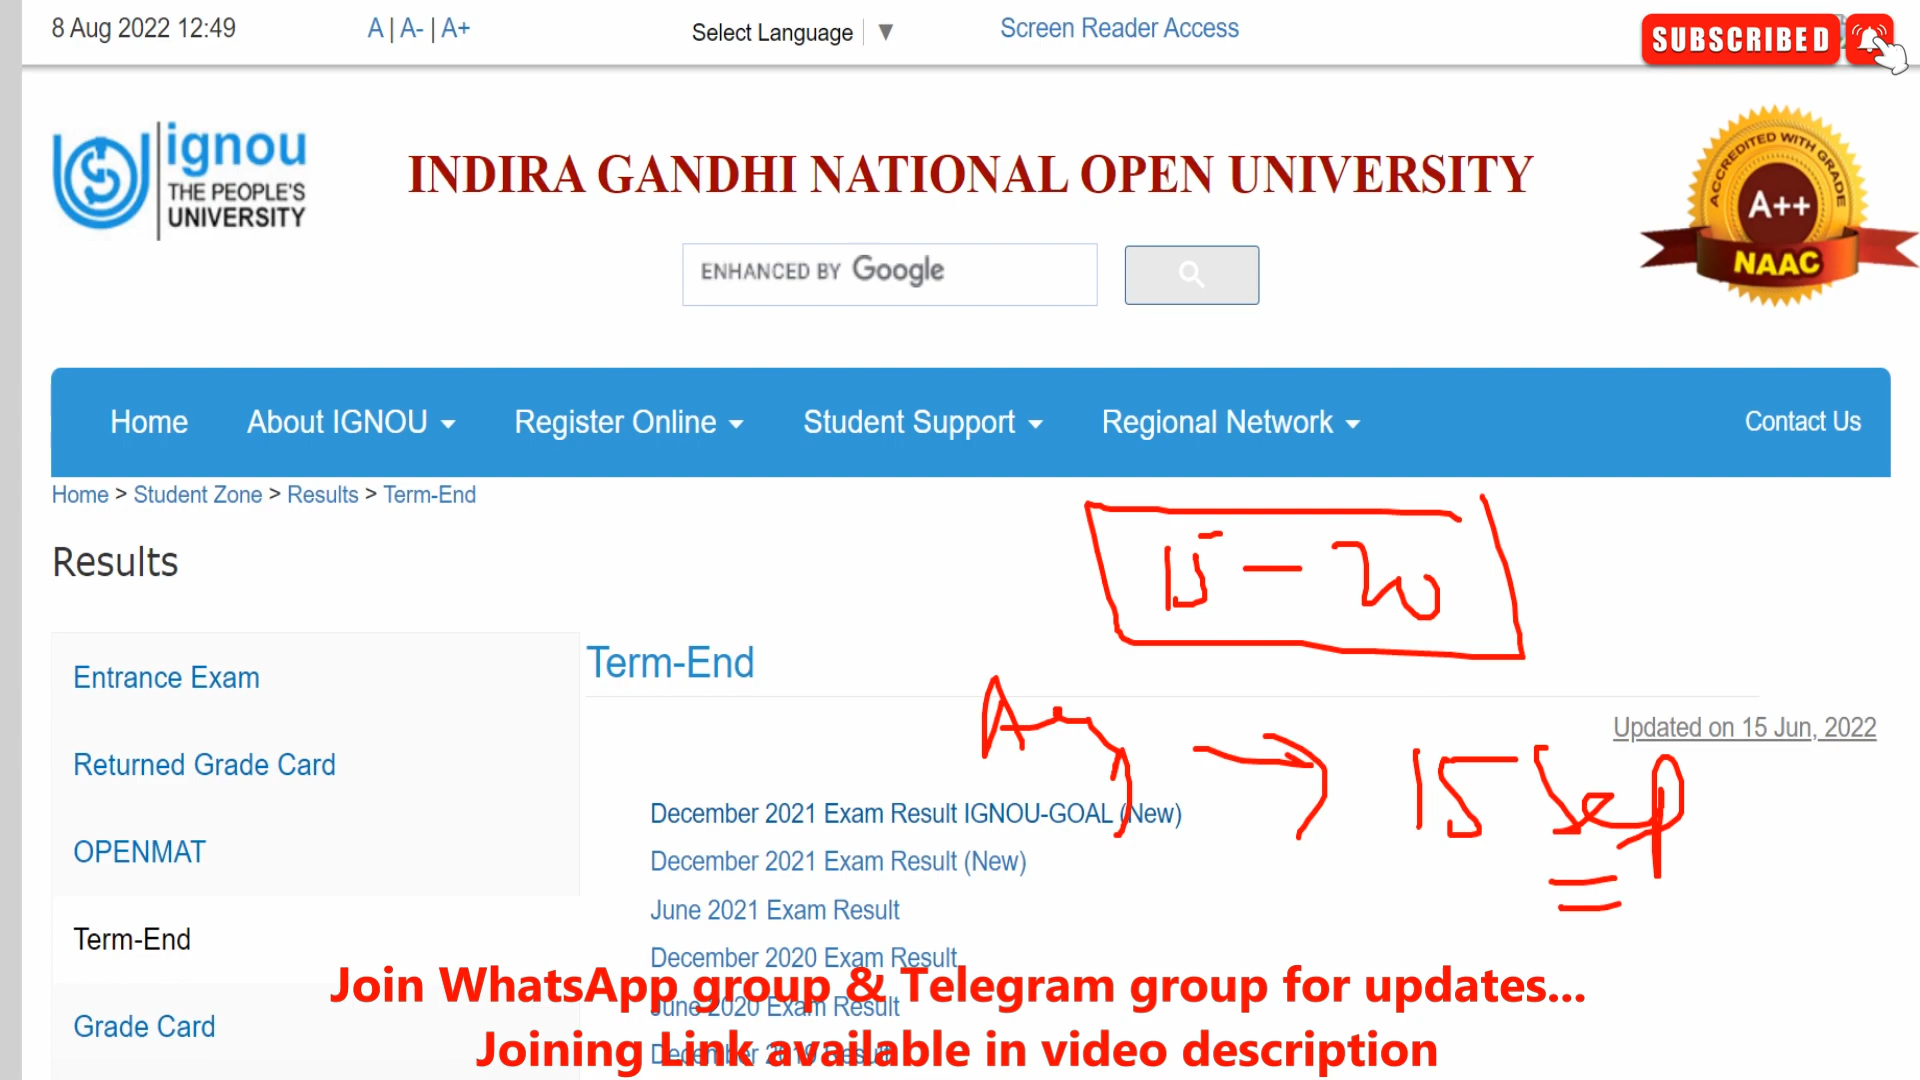 8 Aug 2022 12:49 A | A- | A+ Select Language ▼ Screen Reader Access
SUBSCRIBED
ignou
THE PEOPLE'S
UNIVERSITY
INDIRA GANDHI NATIONAL OPEN UNIVERSITY
ENHANCED BY Google
ACCREDITED WITH GRADE
A++
NAAC
Home About IGNOU Register Online Student Support Regional Network Contact Us
Home > Student Zone > Results > Term-End
Results
15 - 20
Entrance Exam
Returned Grade Card
OPENMAT
Term-End
Grade Card
Term-End
Updated on 15 Jun, 2022
Aug → 15 Sep
December 2021 Exam Result IGNOU-GOAL (New)
December 2021 Exam Result (New)
June 2021 Exam Result
December 2020 Exam Result
June 2020 Exam Result
December 2019 Result
Join WhatsApp group & Telegram group for updates...
Joining Link available in video description